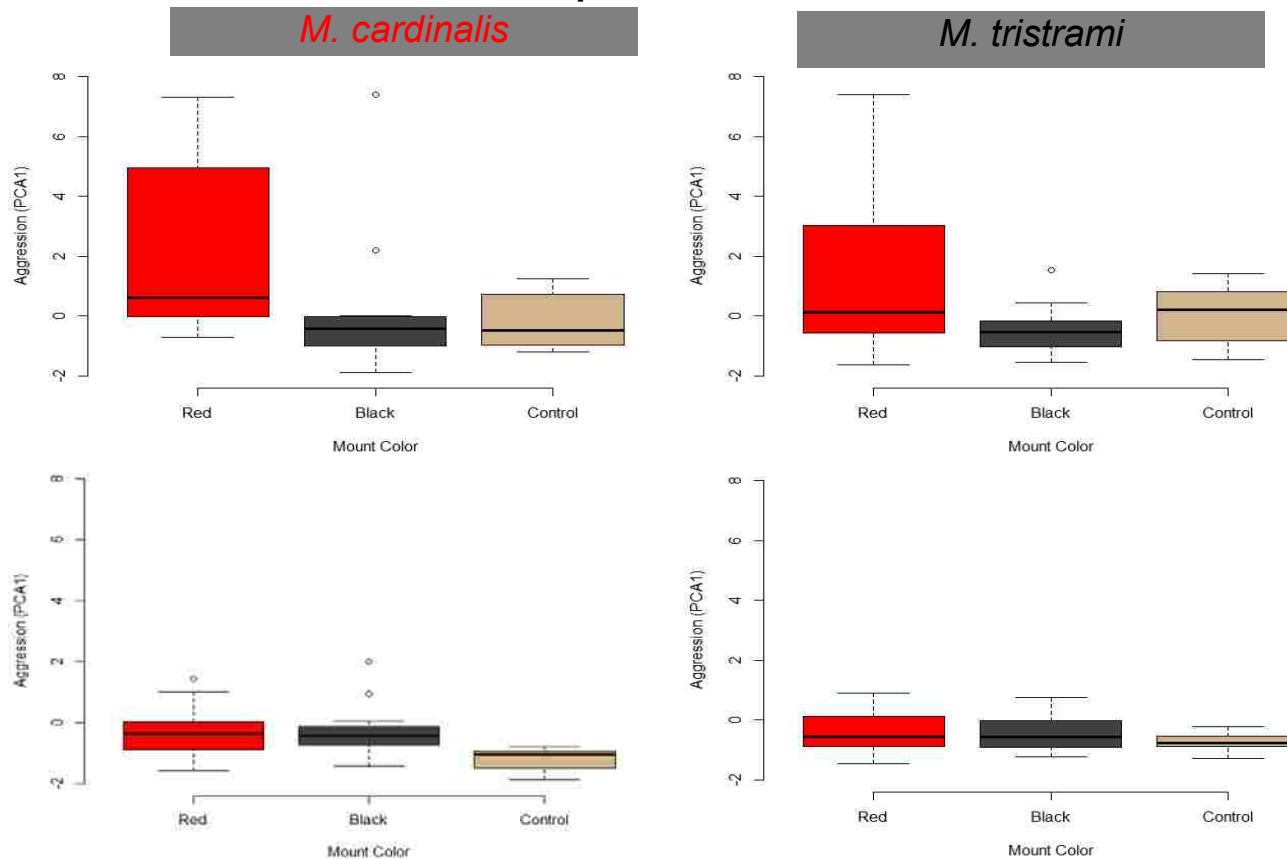 M. cardinalis
M. tristrami
8
6
4
2
0
-2
Aggression (PCA1)
Red
Black
Control
Mount Color
8
6
4
2
0
-2
Aggression (PCA1)
Red
Black
Control
Mount Color
8
6
4
2
0
-2
Aggression (PCA1)
Red
Black
Control
Mount Color
8
6
4
2
0
-2
Aggression (PCA1)
Red
Black
Control
Mount Color